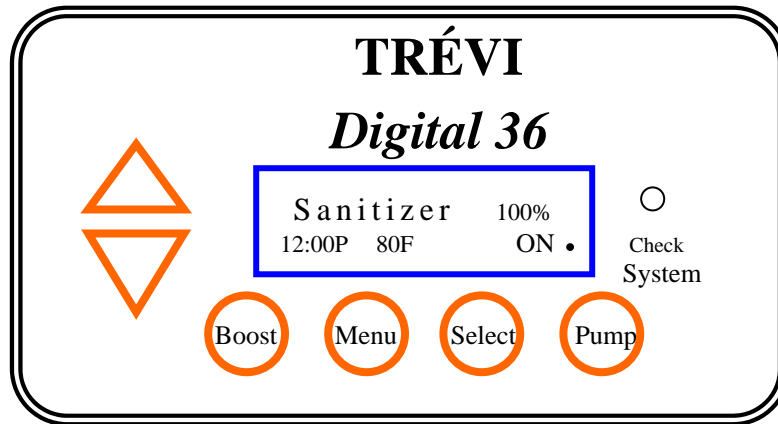 TRÉVI
Digital 36
Sanitizer 100%
12:00P 80F ON •
Check
System
Boost Menu Select Pump